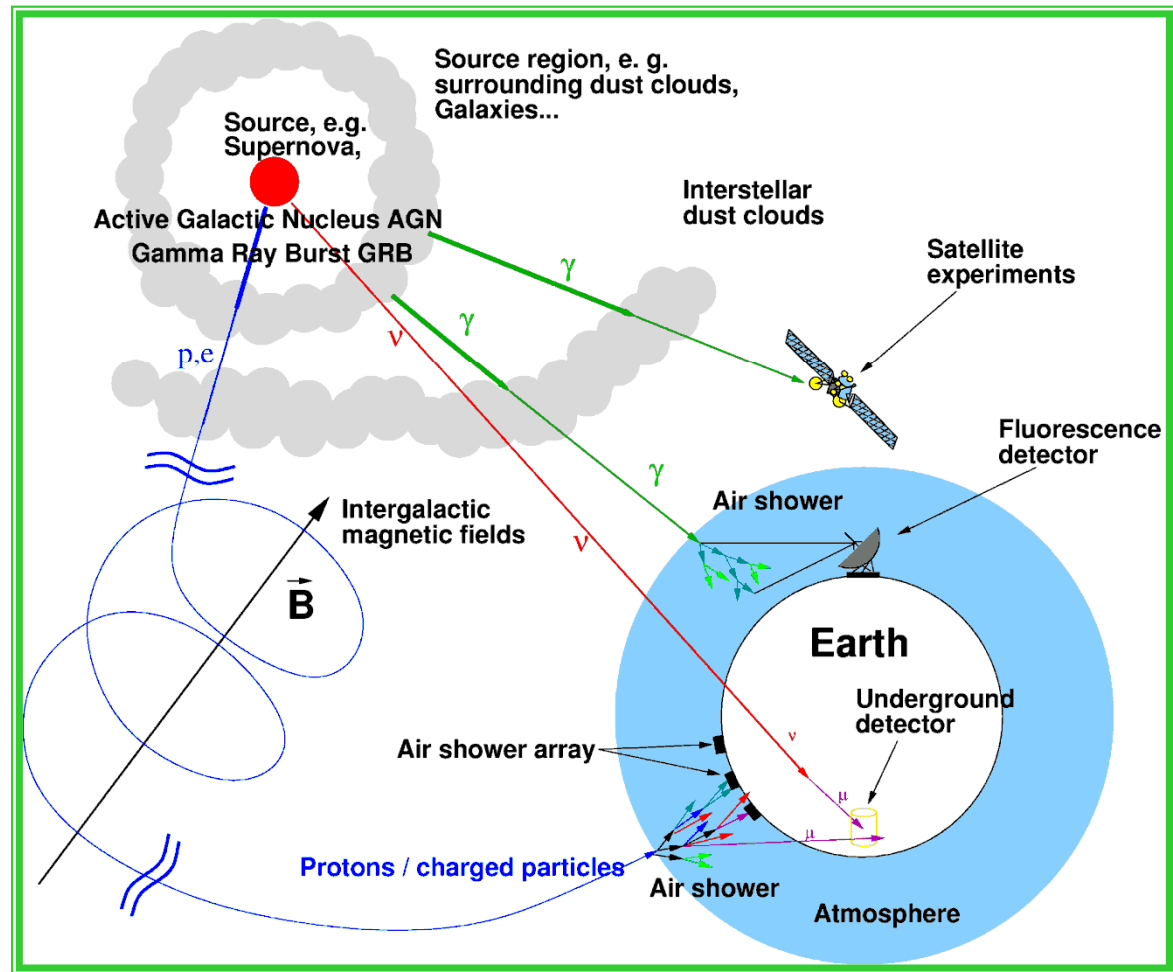 Source region, e. g.
surrounding dust clouds,
Galaxies...
Source, e.g.
Supernova,
Active Galactic Nucleus AGN
Gamma Ray Burst GRB
Interstellar
dust clouds
Satellite
experiments
γ
γ
ν
p,e
Fluorescence
detector
γ
Air shower
Intergalactic
magnetic fields
ν
B
Earth
Underground
detector
Air shower array
ν
μ
μ
Protons / charged particles
Air shower
Atmosphere